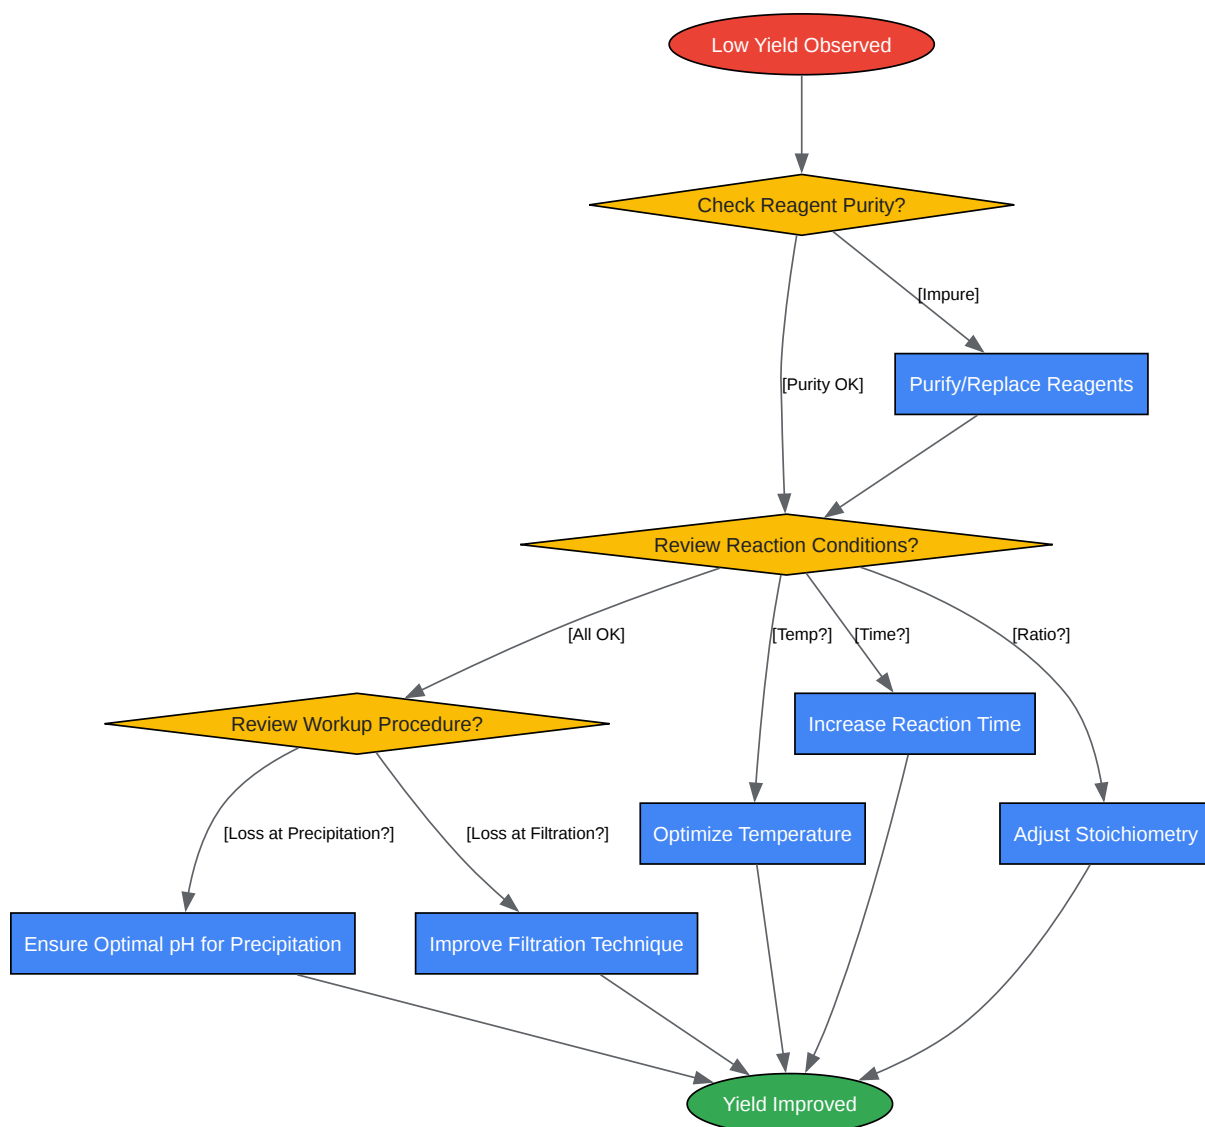 Low Yield Observed
Check Reagent Purity?
[Impure]
[Purity OK]
Purify/Replace Reagents
Review Reaction Conditions?
[All OK]
[Temp?]
[Time?]
[Ratio?]
Review Workup Procedure?
Increase Reaction Time
[Loss at Precipitation?]
[Loss at Filtration?]
Optimize Temperature
Adjust Stoichiometry
Ensure Optimal pH for Precipitation
Improve Filtration Technique
Yield Improved